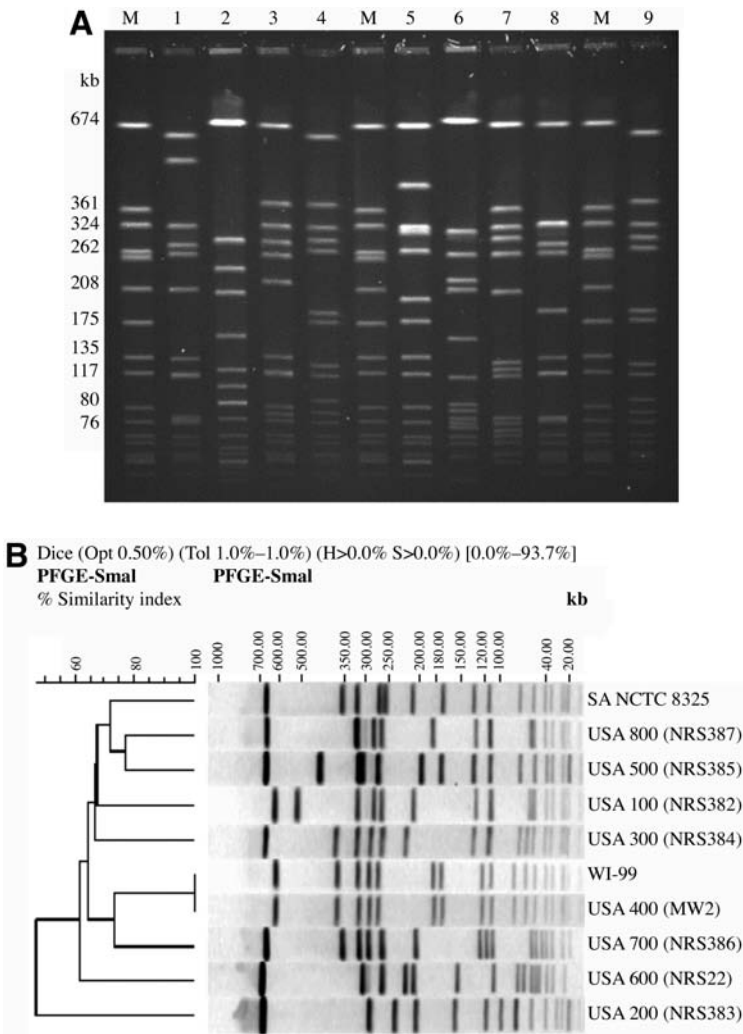 A
M 1 2 3 4 M 5 6 7 8 M 9
kb
674
361
324
262
208
175
135
117
80
76
B Dice (Opt 0.50%) (Tol 1.0%–1.0%) (H>0.0% S>0.0%) [0.0%–93.7%]
PFGE-SmaI PFGE-SmaI
% Similarity index kb
60 80 100 1000 700.00 600.00 350.00 300.00 250.00 200.00 180.00 150.00 120.00 100.00 40.00 20.00
SA NCTC 8325
USA 800 (NRS387)
USA 500 (NRS385)
USA 100 (NRS382)
USA 300 (NRS384)
WI-99
USA 400 (MW2)
USA 700 (NRS386)
USA 600 (NRS22)
USA 200 (NRS383)